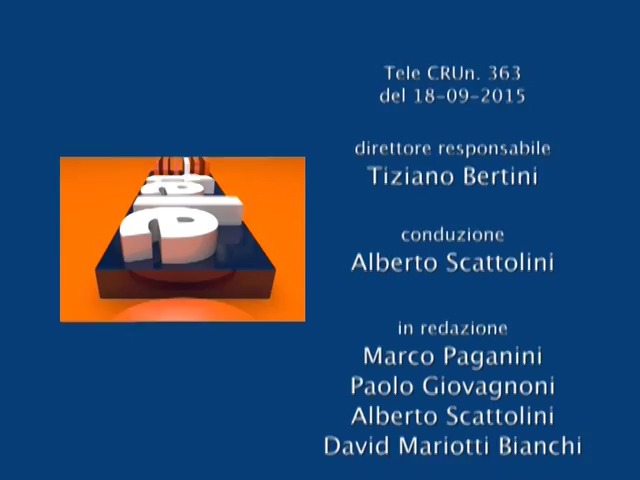 Tele CRUn. 363
del 18-09-2015
direttore responsabile
Tiziano Bertini
conduzione
Alberto Scattolini
in redazione
Marco Paganini
Paolo Giovagnoni
Alberto Scattolini
David Mariotti Bianchi